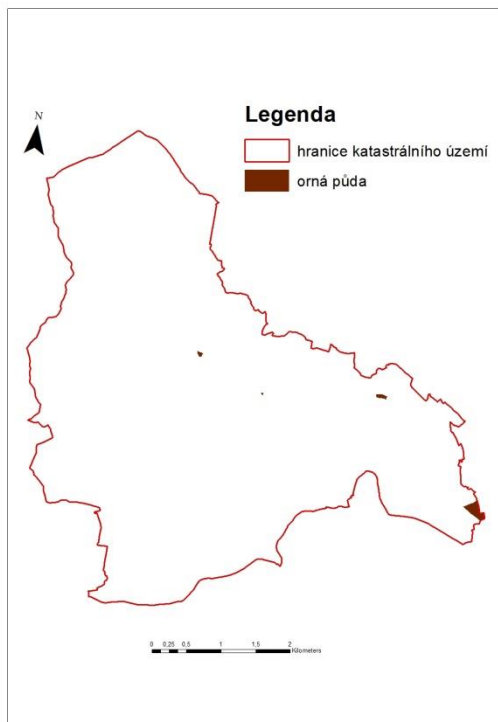 N
Legenda
hranice katastrálního území
orná půda
0 0,25 0,5 1 1,5 2
Kilometers